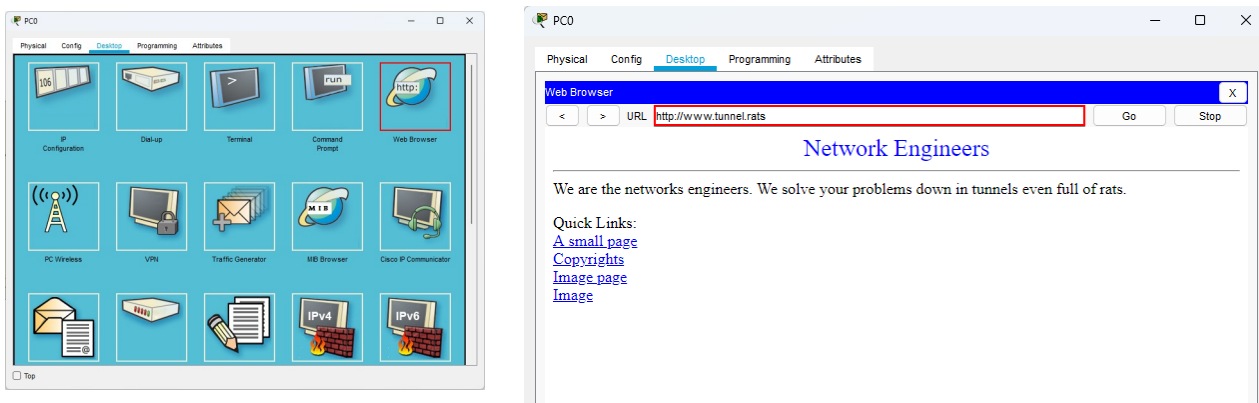 PC0
Physical Config Desktop Programming Attributes
106
>
run
http:
IP
Configuration
Dial-up
Terminal
Command
Prompt
Web Browser
MIB
PC Wireless
VPN
Traffic Generator
MIB Browser
Cisco IP Communicator
@
IPv4
IPv6
Top
PC0
Physical Config Desktop Programming Attributes
Web Browser X
< > URL http://www.tunnel.rats Go Stop
Network Engineers
We are the networks engineers. We solve your problems down in tunnels even full of rats.
Quick Links:
A small page
Copyrights
Image page
Image